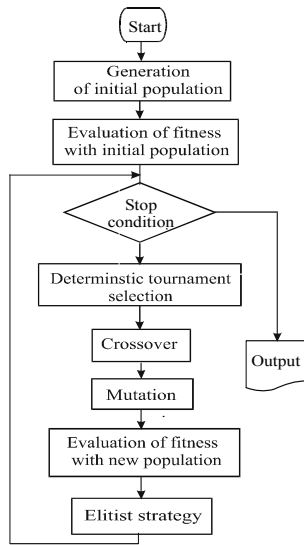 Start
Generation
of initial population
Evaluation of fitness
with initial population
Stop
condition
Determinstic tournament
selection
Crossover
Output
Mutation
Evaluation of fitness
with new population
Elitist strategy